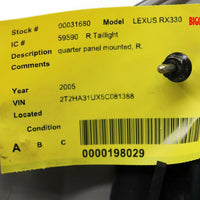 Stock # 00031680 Model LEXUS RX330
IC # 59590 R Taillight
Description, quarter panel mounted, R.
Comments
Year 2005
VIN 2T2HA31UX5C081388
Located
Condition
A B C
0000198029
BIGG